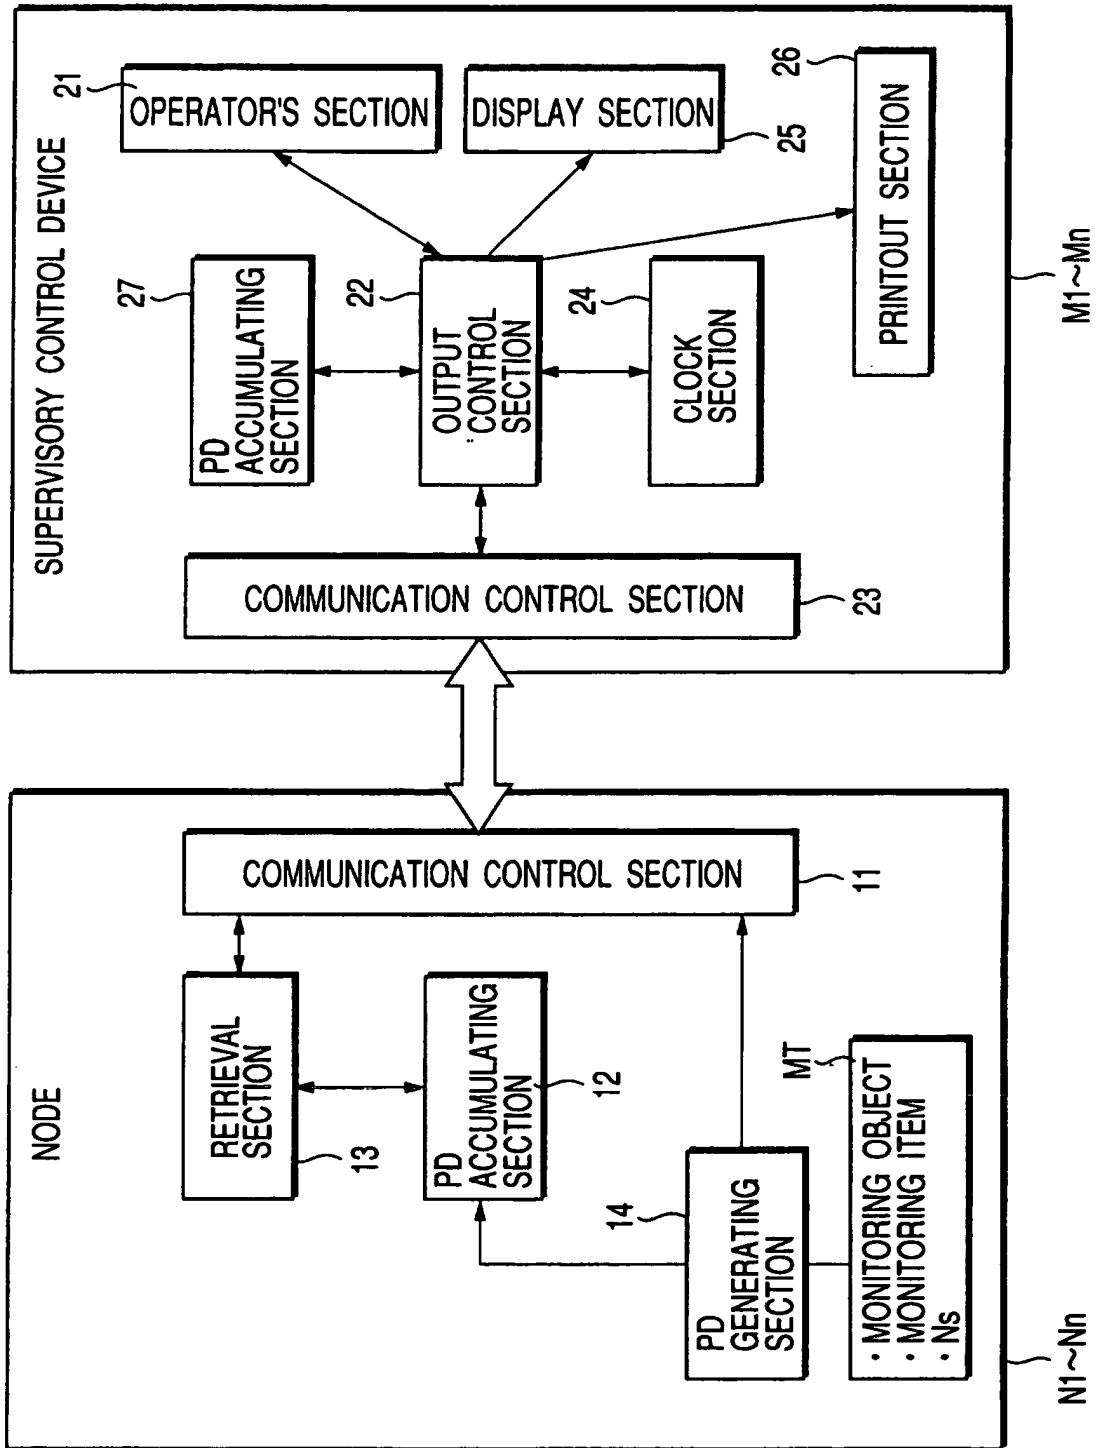 NODE
RETRIEVAL
SECTION
13
PD
ACCUMULATING
SECTION
12
14
PD
GENERATING
SECTION
MT
· MONITORING OBJECT
· MONITORING ITEM
· Ns
COMMUNICATION CONTROL SECTION
11
N1~Nn
SUPERVISORY CONTROL DEVICE
COMMUNICATION CONTROL SECTION
23
27
PD
ACCUMULATING
SECTION
22
OUTPUT
CONTROL
SECTION
24
CLOCK
SECTION
21
OPERATOR'S SECTION
DISPLAY SECTION
25
26
PRINTOUT SECTION
M1~Mn